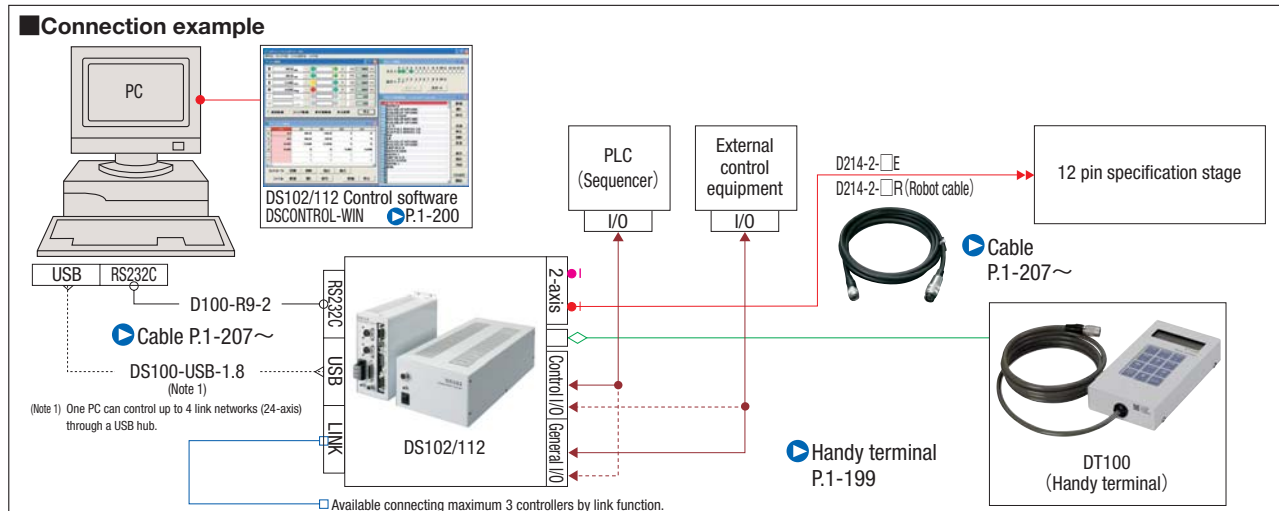 ■Connection example
PC
DS102/112 Control software
DSCONTROL-WIN P.1-200
PLC
(Sequencer)
I/O
External
control
equipment
I/O
D214-2-□E
D214-2-□R(Robot cable)
12 pin specification stage
Cable
P.1-207～
USB
RS232C
D100-R9-2
Cable P.1-207～
DS100-USB-1.8
(Note 1)
(Note 1) One PC can control up to 4 link networks (24-axis)
through a USB hub.
RS232C
USB
LINK
2-axis
Control I/O
General I/O
DS102/112
Handy terminal
P.1-199
DT100
(Handy terminal)
Available connecting maximum 3 controllers by link function.